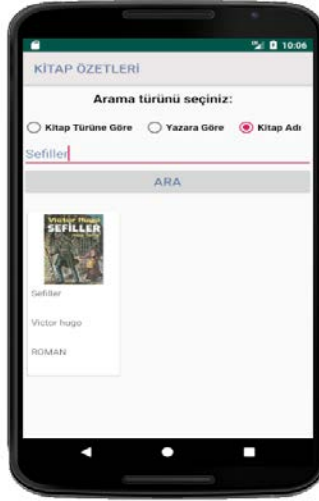 10:06
KİTAP ÖZETLERİ
Arama türünü seçiniz:
Kitap Türüne Göre Yazara Göre Kitap Adı
Sefiller
ARA
Victor Hugo
SEFİLLER
Sefiller
Victor hugo
ROMAN